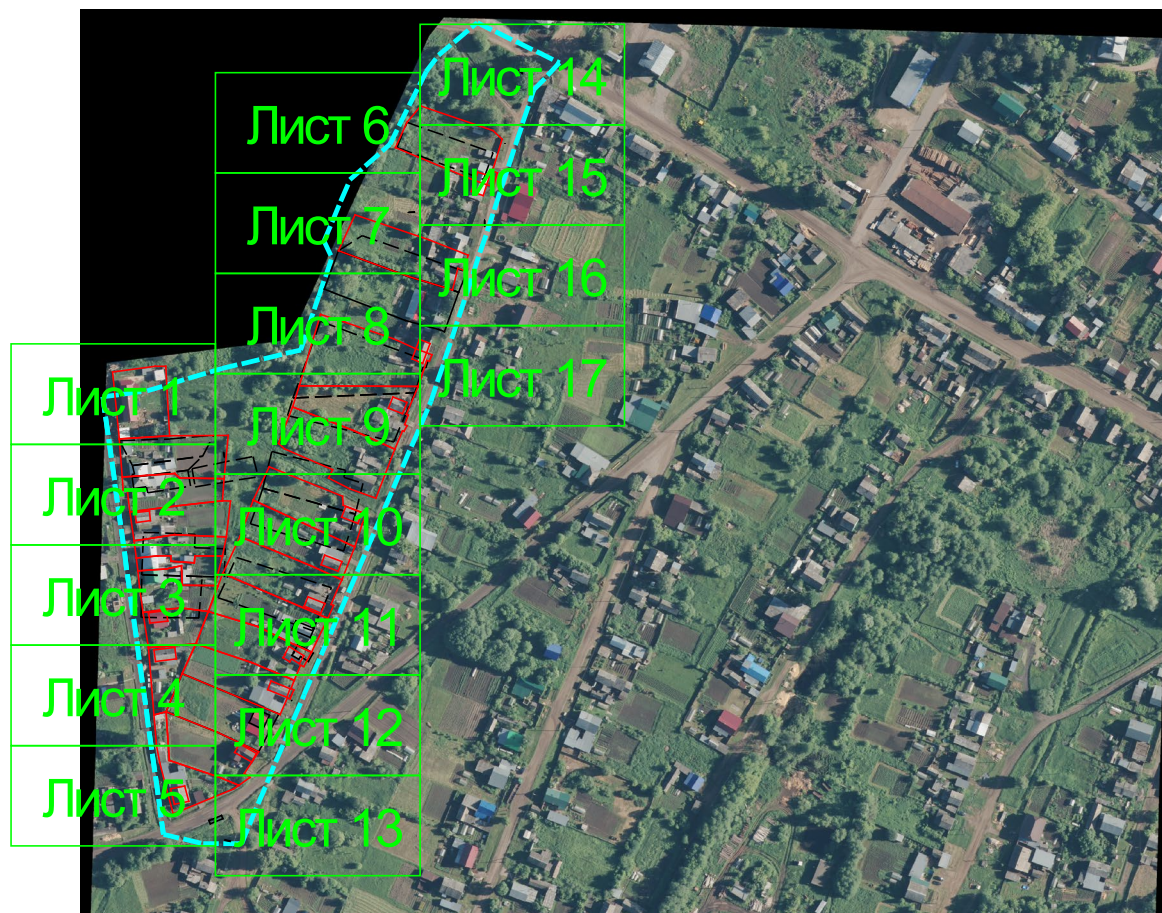 Лист 1
Лист 2
Лист 3
Лист 4
Лист 5
Лист 6
Лист 7
Лист 8
Лист 9
Лист 10
Лист 11
Лист 12
Лист 13
Лист 14
Лист 15
Лист 16
Лист 17